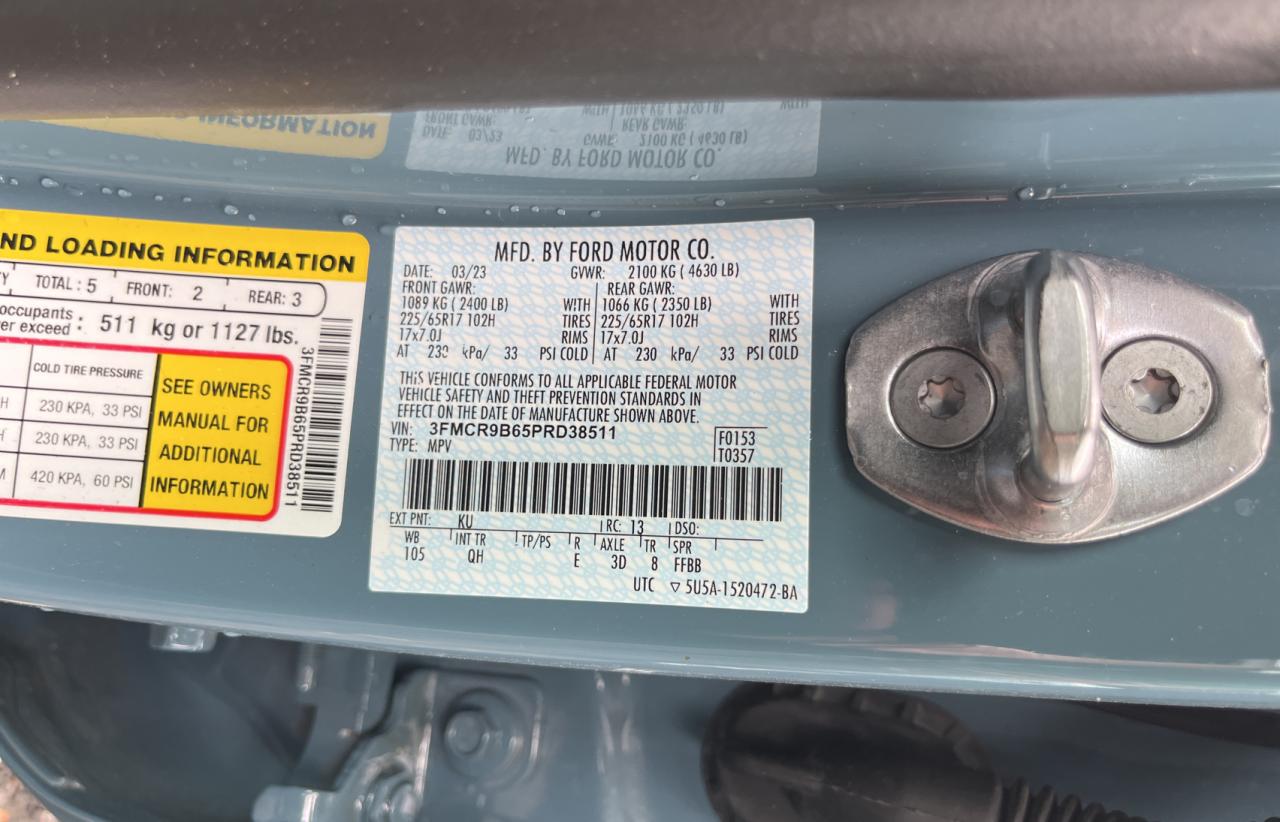 ND LOADING INFORMATION
TOTAL : 5 FRONT: 2 REAR: 3
occupants
er exceed : 511 kg or 1127 lbs.
COLD TIRE PRESSURE
230 KPA, 33 PSI
230 KPA, 33 PSI
420 KPA, 60 PSI
SEE OWNERS
MANUAL FOR
ADDITIONAL
INFORMATION
3FMCR9B65PRD38511
MFD. BY FORD MOTOR CO.
DATE: 03/23 GVWR: 2100 KG ( 4630 LB)
FRONT GAWR: REAR GAWR:
1089 KG ( 2400 LB) WITH 1066 KG ( 2350 LB) WITH
225/65R17 102H TIRES 225/65R17 102H TIRES
17x7.0J RIMS 17x7.0J RIMS
AT 230 kPa/ 33 PSI COLD AT 230 kPa/ 33 PSI COLD
THIS VEHICLE CONFORMS TO ALL APPLICABLE FEDERAL MOTOR
VEHICLE SAFETY AND THEFT PREVENTION STANDARDS IN
EFFECT ON THE DATE OF MANUFACTURE SHOWN ABOVE.
VIN: 3FMCR9B65PRD38511 F0153
TYPE: MPV T0357
EXT PNT: KU RC: 13 DSO:
WB INT TR TP/PS R AXLE TR SPR
105 QH E 3D 8 FFBB
UTC ▽ 5U5A-1520472-BA